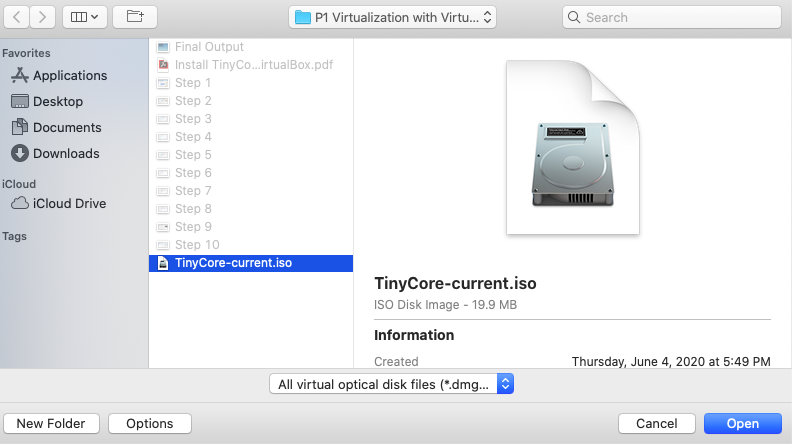 P1 Virtualization with Virtu...
Search
Favorites
Applications
Desktop
Documents
Downloads
iCloud
iCloud Drive
Tags
Final Output
Install TinyCo...irtualBox.pdf
Step 1
Step 2
Step 3
Step 4
Step 5
Step 6
Step 7
Step 8
Step 9
Step 10
TinyCore-current.iso
TinyCore-current.iso
ISO Disk Image - 19.9 MB
Information
Created Thursday, June 4, 2020 at 5:49 PM
All virtual optical disk files (*.dmg...
New Folder
Options
Cancel
Open